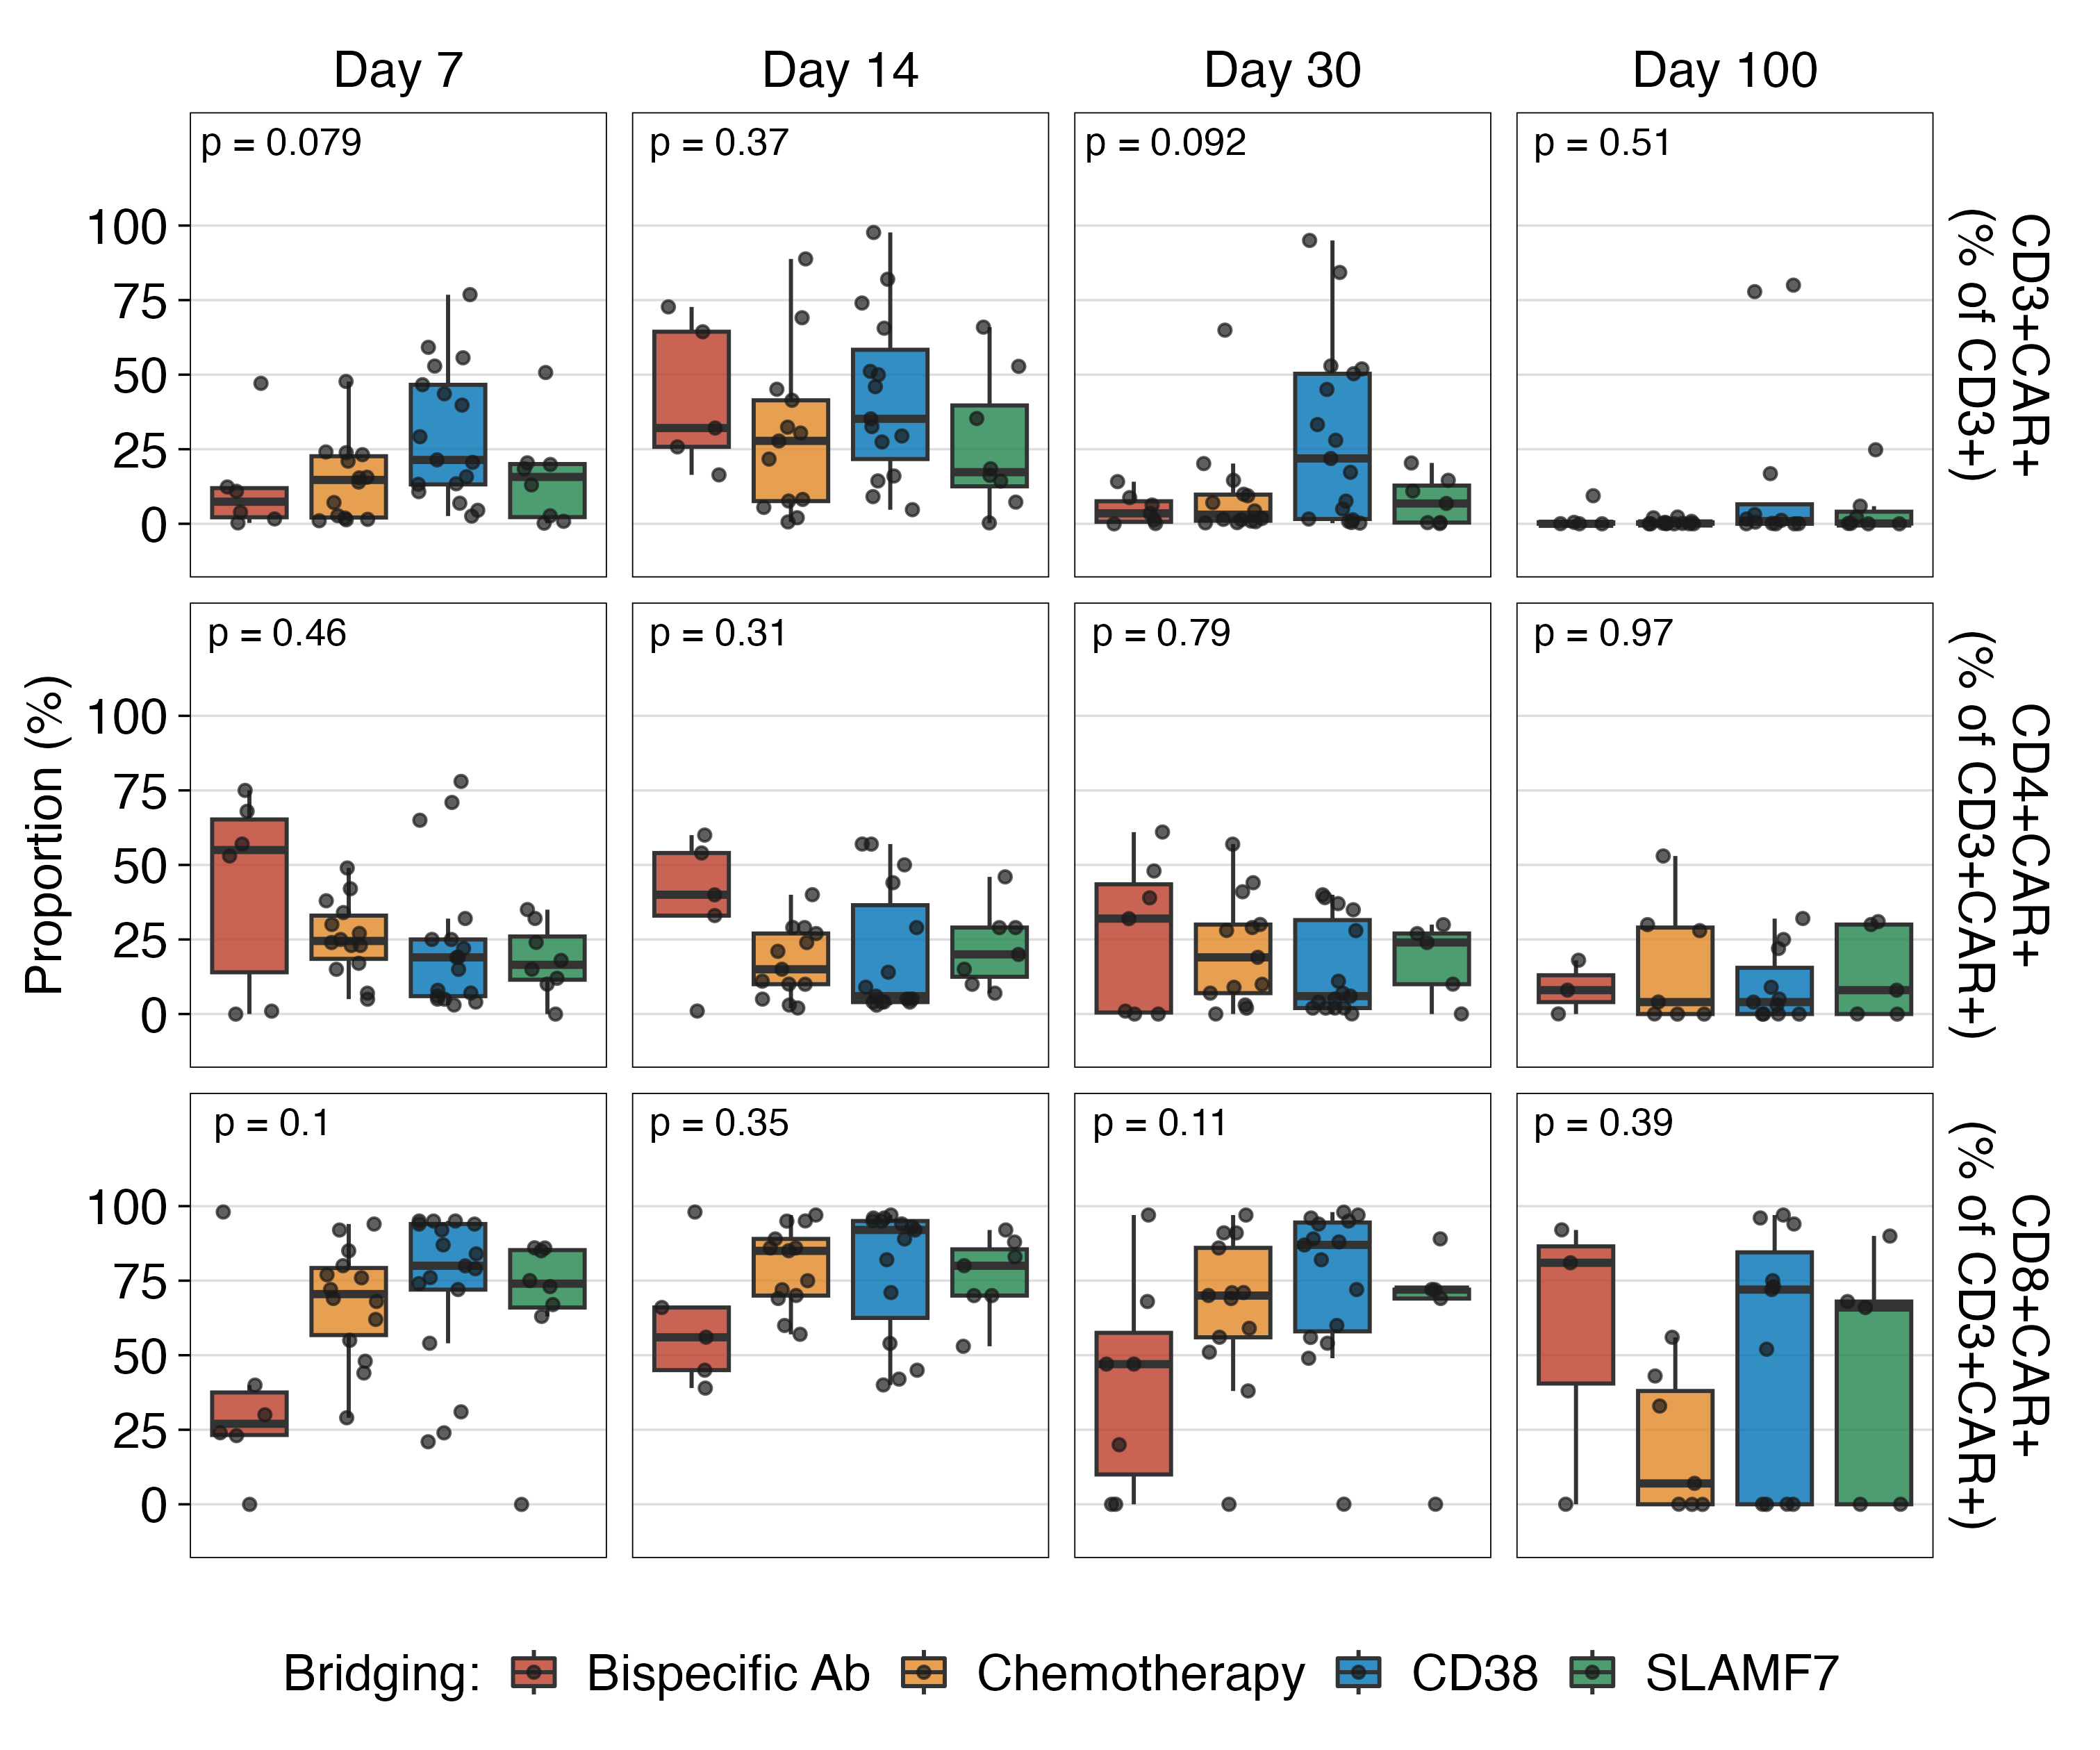 Day 7
Day 14
Day 30
Day 100
p = 0.079
p = 0.37
p = 0.092
p = 0.51
100
75
50
25
0
CD3+CAR+
(% of CD3+)
p = 0.46
p = 0.31
p = 0.79
p = 0.97
Proportion (%)
100
75
50
25
0
CD4+CAR+
(% of CD3+CAR+)
p = 0.1
p = 0.35
p = 0.11
p = 0.39
100
75
50
25
0
CD8+CAR+
(% of CD3+CAR+)
Bridging: Bispecific Ab Chemotherapy CD38 SLAMF7